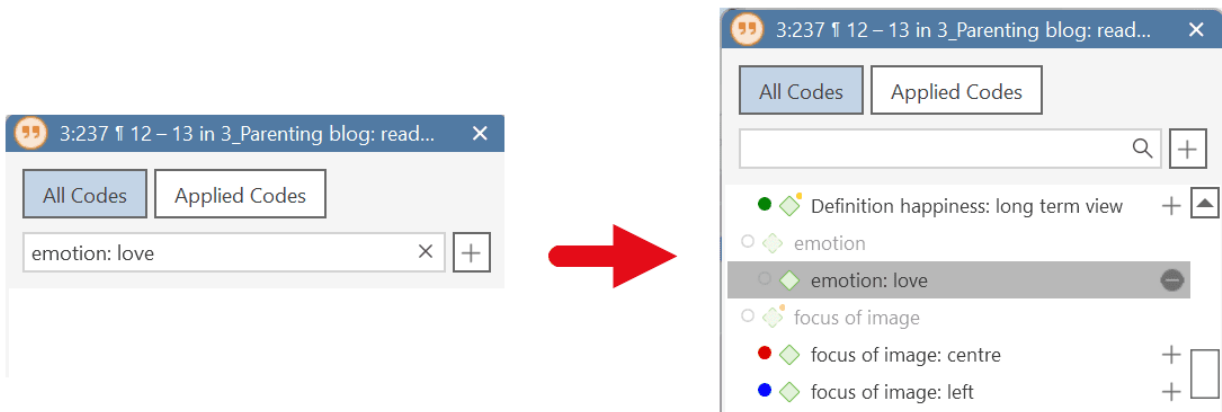 3:237 ¶ 12 – 13 in 3_Parenting blog: read...
All Codes Applied Codes
emotion: love
3:237 ¶ 12 – 13 in 3_Parenting blog: read...
All Codes Applied Codes
Definition happiness: long term view
emotion
emotion: love
focus of image
focus of image: centre
focus of image: left